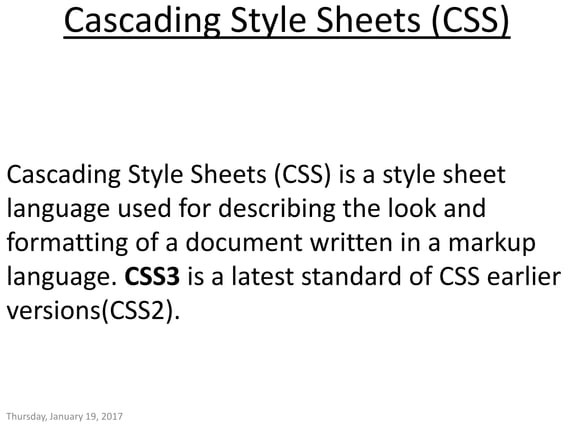 Cascading Style Sheets (CSS)
Cascading Style Sheets (CSS) is a style sheet
language used for describing the look and
formatting of a document written in a markup
language. CSS3 is a latest standard of CSS earlier
versions(CSS2).
Thursday, January 19, 2017